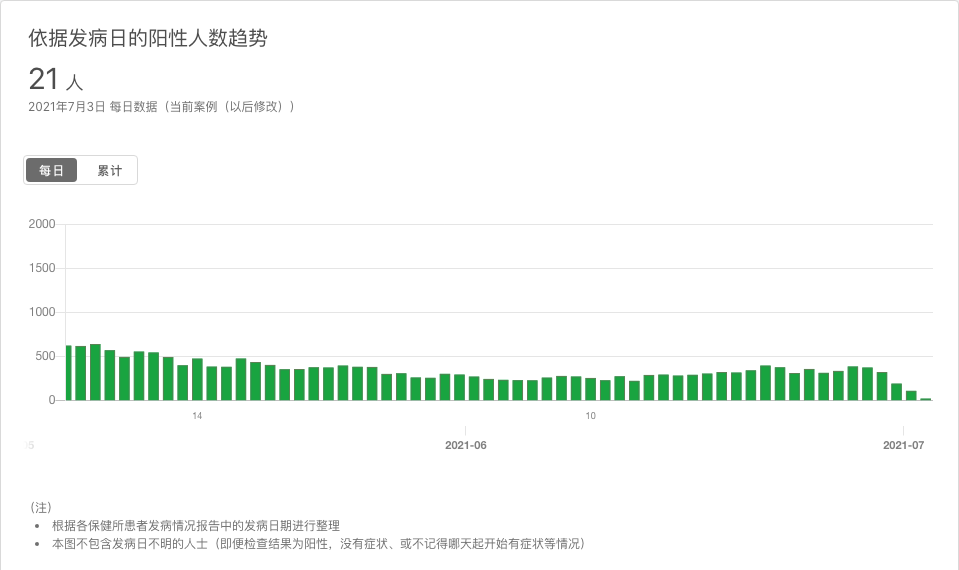 依据发病日的阳性人数趋势
21 人
2021年7月3日 每日数据（当前案例（以后修改））
每日 累计
2000
1500
1000
500
0
14 10
2021-06 2021-07
（注）
• 根据各保健所患者发病情况报告中的发病日期进行整理
• 本图不包含发病日不明的人士（即便检查结果为阳性，没有症状、或不记得哪天起开始有症状等情况）